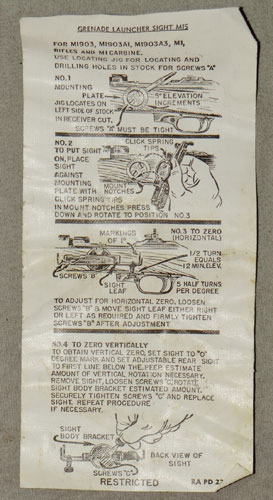 GRENADE LAUNCHER SIGHT M15
FOR M1903, M1903A1, M1903A3, M1,
RIFLES AND M1 CARBINE.
USE LOCATING JIG FOR LOCATING AND
DRILLING HOLES IN STOCK FOR SCREWS "A"
NO.1
MOUNTING
PLATE
5° ELEVATION
INCREMENTS
JIG LOCATES ON
LEFT SIDE OF STOCK
IN RECEIVER CUT.
SCREWS "A" MUST BE TIGHT
NO.2
TO PUT SIGHT
ON, PLACE
SIGHT
AGAINST
MOUNTING
PLATE WITH
CLICK SPRING
TIPS
MOUNT
NOTCHES
CLICK SPRING TIPS
IN MOUNT NOTCHES PRESS
DOWN AND ROTATE TO POSITION NO.3
MARKINGS
OF 1°
NO.3 TO ZERO
(HORIZONTAL)
1/2 TURN
EQUALS
12 MIN. ELEV.
SCREWS B
SIGHT
LEAF
5 HALF TURNS
PER DEGREE
TO ADJUST FOR HORIZONTAL ZERO, LOOSEN
SCREWS "B" & MOVE SIGHT LEAF EITHER RIGHT
OR LEFT AS REQUIRED AND FIRMLY TIGHTEN
SCREWS "B" AFTER ADJUSTMENT
NO.4 TO ZERO VERTICALLY
TO OBTAIN VERTICAL ZERO, SET SIGHT TO "O"
DEGREE MARK AND SET ADJUSTABLE REAR SIGHT
TO FIRST LINE BELOW THE PEEP. ESTIMATE
AMOUNT OF VERTICAL ROTATION NECESSARY.
REMOVE SIGHT, LOOSEN SCREWS "C", ROTATE
SIGHT BODY BRACKET ESTIMATED AMOUNT,
SECURELY TIGHTEN SCREWS "C" AND REPLACE
SIGHT. REPEAT PROCEDURE
IF NECESSARY.
SIGHT
BODY BRACKET
BACK VIEW OF
SIGHT
SCREWS "C"
RESTRICTED
RA PD